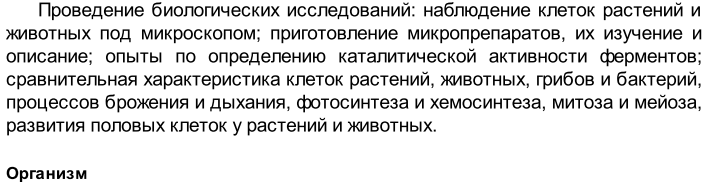 Проведение биологических исследований: наблюдение клеток растений и
животных под микроскопом; приготовление микропрепаратов, их изучение и
описание; опыты по определению каталитической активности ферментов;
сравнительная характеристика клеток растений, животных, грибов и бактерий,
процессов брожения и дыхания, фотосинтеза и хемосинтеза, митоза и мейоза,
развития половых клеток у растений и животных.
Организм